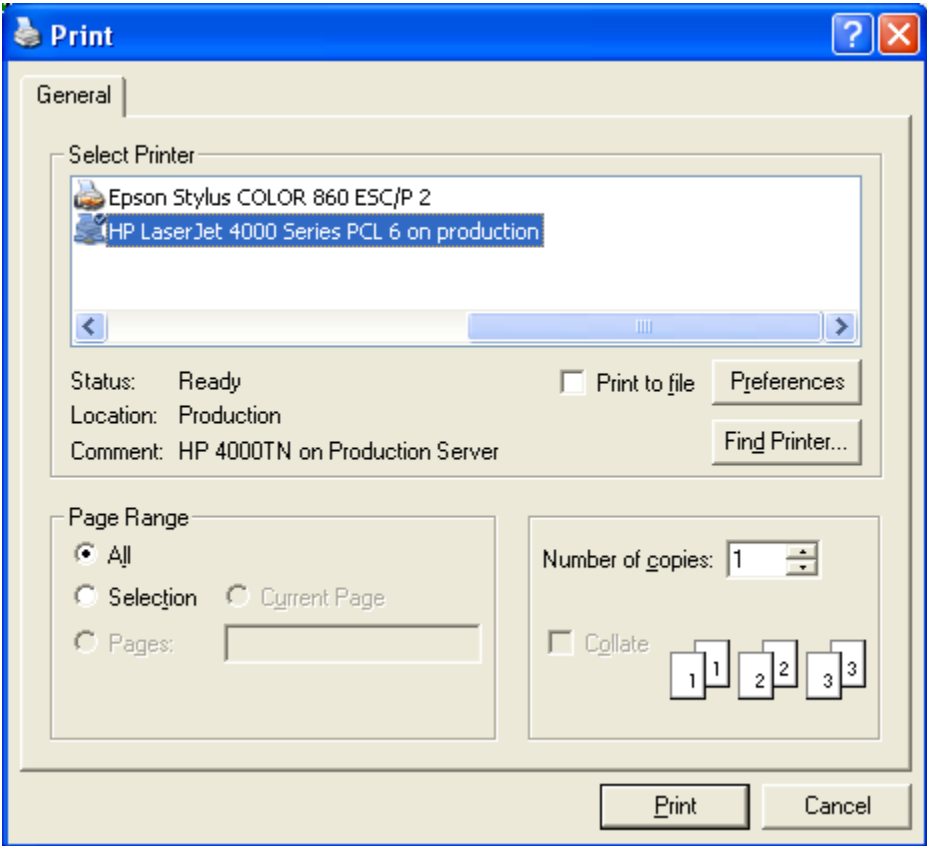 Print
General
Select Printer
Epson Stylus COLOR 860 ESC/P 2
HP LaserJet 4000 Series PCL 6 on production
Status: Ready
Print to file
Preferences
Location: Production
Comment: HP 4000TN on Production Server
Find Printer...
Page Range
All
Selection
Current Page
Pages:
Number of copies: 1
Collate
1 1 2 2 3 3
Print
Cancel